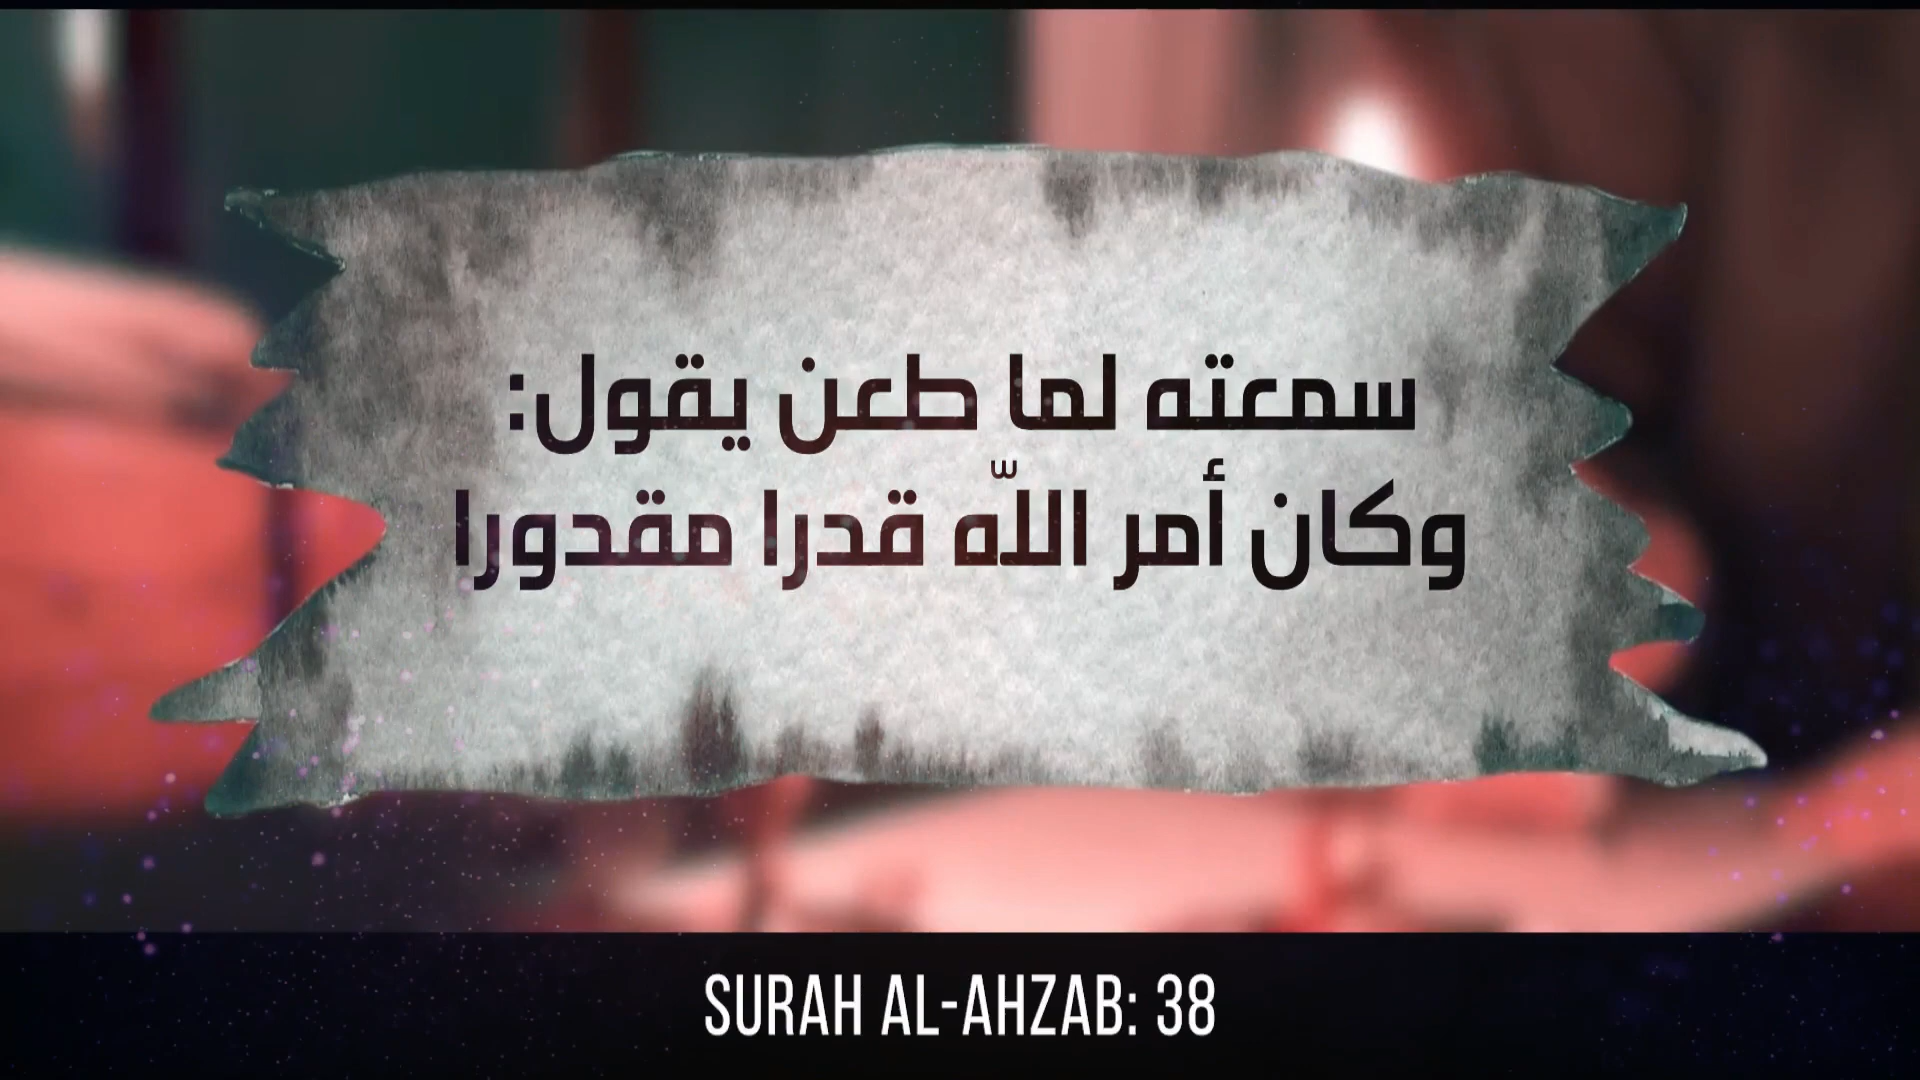 سمعته لما طعن يقول:
وكان أمر اللّه قدرا مقدورا
SURAH AL-AHZAB: 38